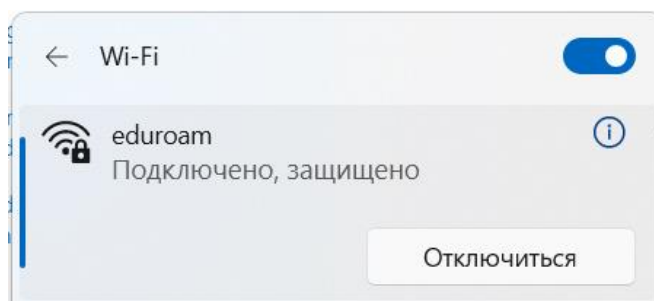 Wi-Fi
eduroam
Подключено, защищено
Отключиться